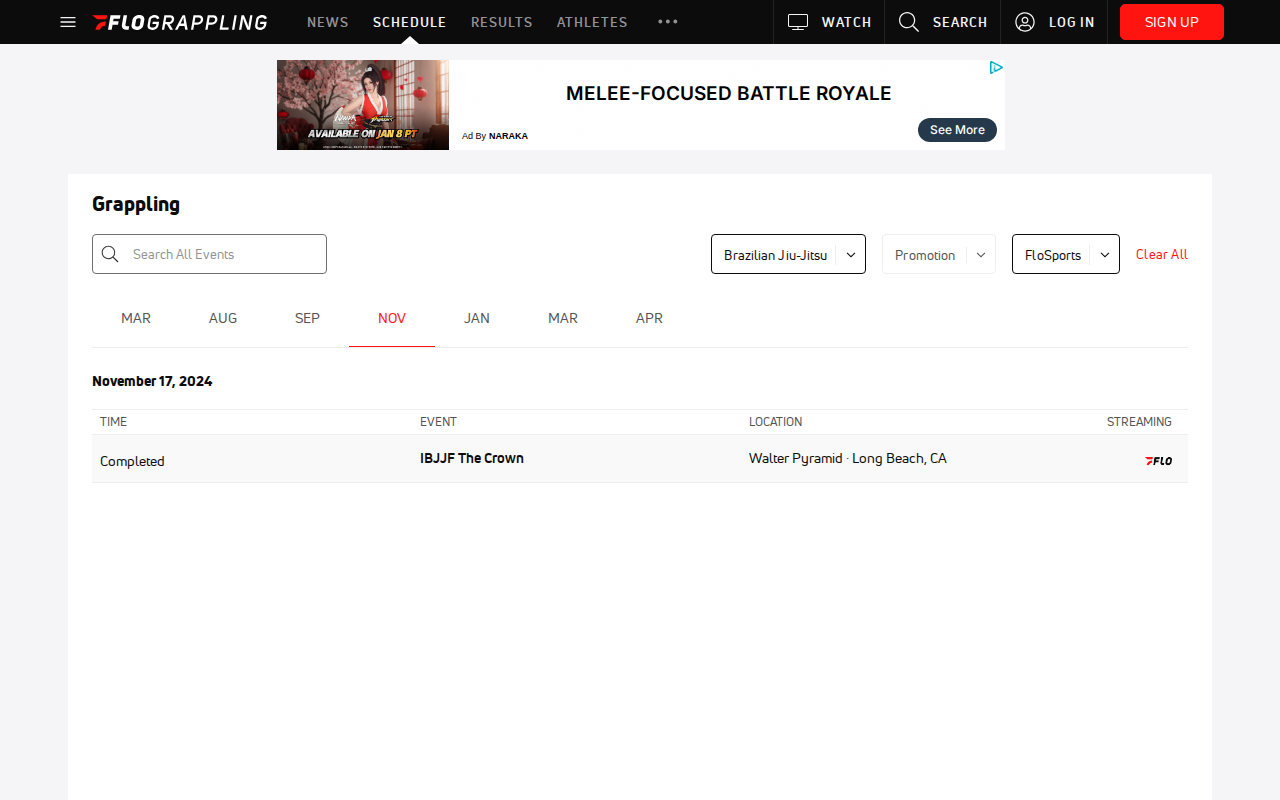 FLOGRAPPLING NEWS SCHEDULE RESULTS ATHLETES WATCH SEARCH LOG IN SIGN UP
AVAILABLE ON JAN 8 PT
MELEE-FOCUSED BATTLE ROYALE
Ad By NARAKA
See More
Grappling
Search All Events
Brazilian Jiu-Jitsu
Promotion
FloSports
Clear All
MAR AUG SEP NOV JAN MAR APR
November 17, 2024
TIME EVENT LOCATION STREAMING
Completed IBJJF The Crown Walter Pyramid · Long Beach, CA FLO